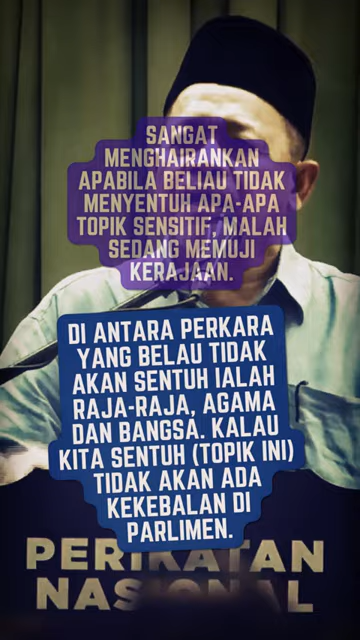 SANGAT
MENGHAIRANKAN
APABILA BELIAU TIDAK
MENYENTUH APA-APA
TOPIK SENSITIF, MALAH
SEDANG MEMUJI
KERAJAAN.
DI ANTARA PERKARA
YANG BELAU TIDAK
AKAN SENTUH IALAH
RAJA-RAJA, AGAMA
DAN BANGSA. KALAU
KITA SENTUH (TOPIK INI)
TIDAK AKAN ADA
KEKEBALAN DI
PARLIMEN.
PERIKATAN
NASIONAL